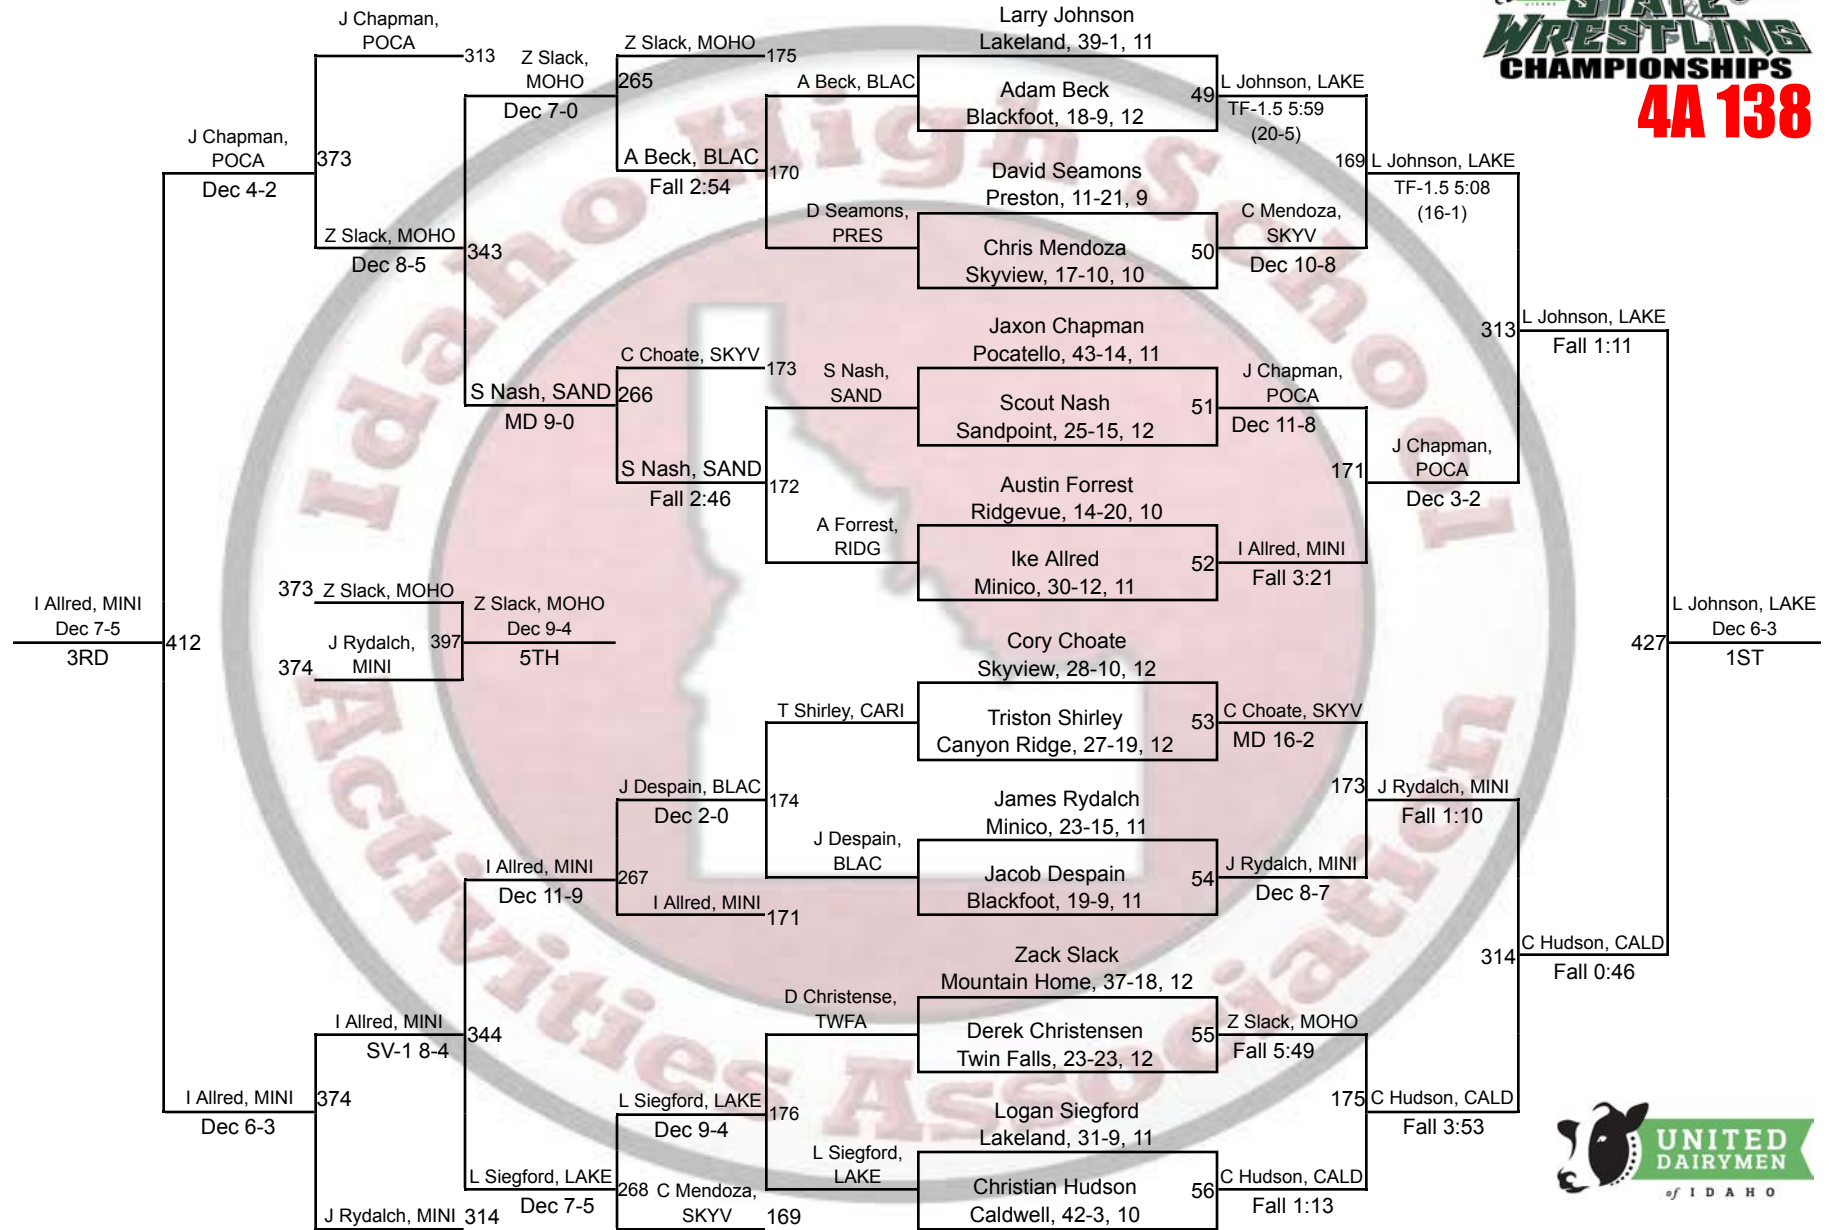 STATE
WRESTLING
CHAMPIONSHIPS
4A 138
Idaho High School
Activities Association
J Chapman,
POCA
313
J Chapman,
POCA
Dec 4-2
373
Z Slack, MOHO
Dec 8-5
343
Z Slack,
MOHO
Dec 7-0
265
Z Slack, MOHO
175
A Beck, BLAC
Fall 2:54
170
A Beck, BLAC
D Seamons,
PRES
S Nash, SAND
MD 9-0
266
C Choate, SKYV
173
S Nash, SAND
Fall 2:46
172
S Nash,
SAND
A Forrest,
RIDG
373 Z Slack, MOHO
374
J Rydalch,
MINI
397
Z Slack, MOHO
Dec 9-4
5TH
I Allred, MINI
Dec 7-5
3RD
412
T Shirley, CARI
J Despain, BLAC
Dec 2-0
174
J Despain,
BLAC
I Allred, MINI
Dec 11-9
267
I Allred, MINI
171
I Allred, MINI
SV-1 8-4
344
I Allred, MINI
Dec 6-3
374
D Christense,
TWFA
L Siegford, LAKE
Dec 9-4
176
L Siegford,
LAKE
L Siegford, LAKE
Dec 7-5
268
C Mendoza,
SKYV
169
J Rydalch, MINI 314
Larry Johnson
Lakeland, 39-1, 11
Adam Beck
Blackfoot, 18-9, 12
49
David Seamons
Preston, 11-21, 9
Chris Mendoza
Skyview, 17-10, 10
50
Jaxon Chapman
Pocatello, 43-14, 11
Scout Nash
Sandpoint, 25-15, 12
51
Austin Forrest
Ridgevue, 14-20, 10
Ike Allred
Minico, 30-12, 11
52
Cory Choate
Skyview, 28-10, 12
Triston Shirley
Canyon Ridge, 27-19, 12
53
James Rydalch
Minico, 23-15, 11
Jacob Despain
Blackfoot, 19-9, 11
54
Zack Slack
Mountain Home, 37-18, 12
Derek Christensen
Twin Falls, 23-23, 12
55
Logan Siegford
Lakeland, 31-9, 11
Christian Hudson
Caldwell, 42-3, 10
56
L Johnson, LAKE
TF-1.5 5:59
(20-5)
169
C Mendoza,
SKYV
Dec 10-8
L Johnson, LAKE
TF-1.5 5:08
(16-1)
J Chapman,
POCA
Dec 11-8
171
I Allred, MINI
Fall 3:21
J Chapman,
POCA
Dec 3-2
313
L Johnson, LAKE
Fall 1:11
C Choate, SKYV
MD 16-2
173
J Rydalch, MINI
Dec 8-7
J Rydalch, MINI
Fall 1:10
Z Slack, MOHO
Fall 5:49
175
C Hudson, CALD
Fall 1:13
C Hudson, CALD
Fall 3:53
314
C Hudson, CALD
Fall 0:46
427
L Johnson, LAKE
Dec 6-3
1ST
UNITED
DAIRYMEN
of IDAHO